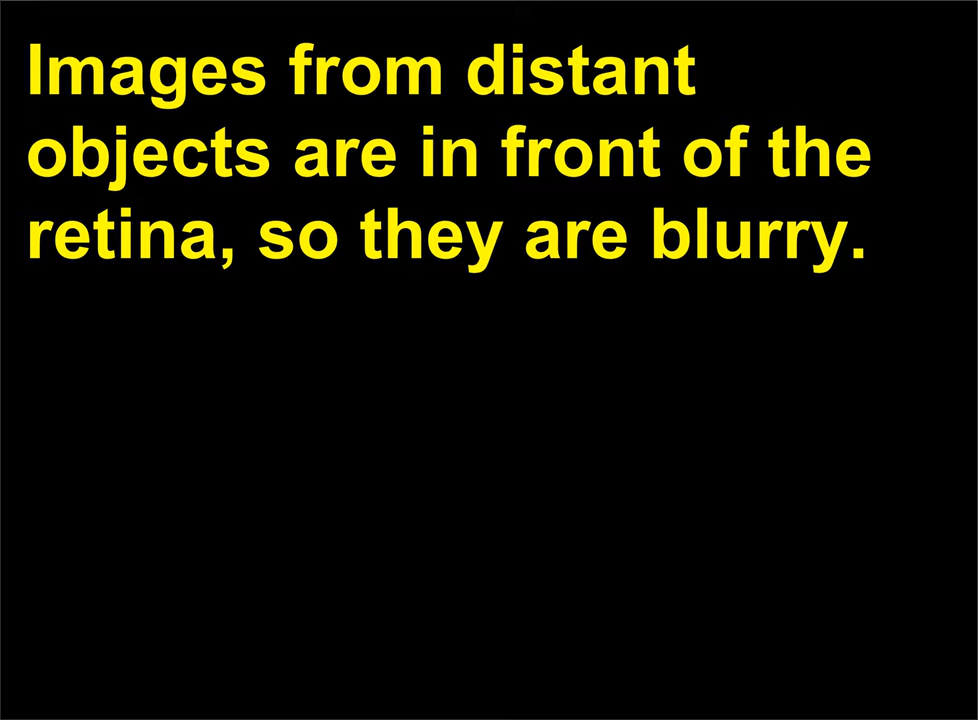 Images from distant
objects are in front of the
retina, so they are blurry.